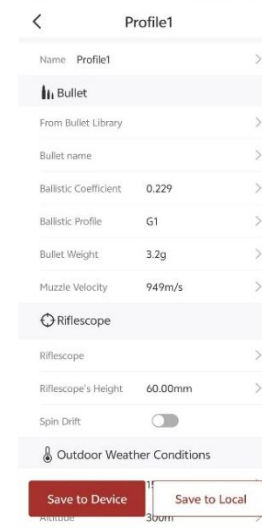 Profile1
Name Profile1
Bullet
From Bullet Library
Bullet name
Ballistic Coefficient 0.229
Ballistic Profile G1
Bullet Weight 3.2g
Muzzle Velocity 949m/s
Riflescope
Riflescope
Riflescope's Height 60.00mm
Spin Drift
Outdoor Weather Conditions
Save to Device Save to Local
Altitude 300m